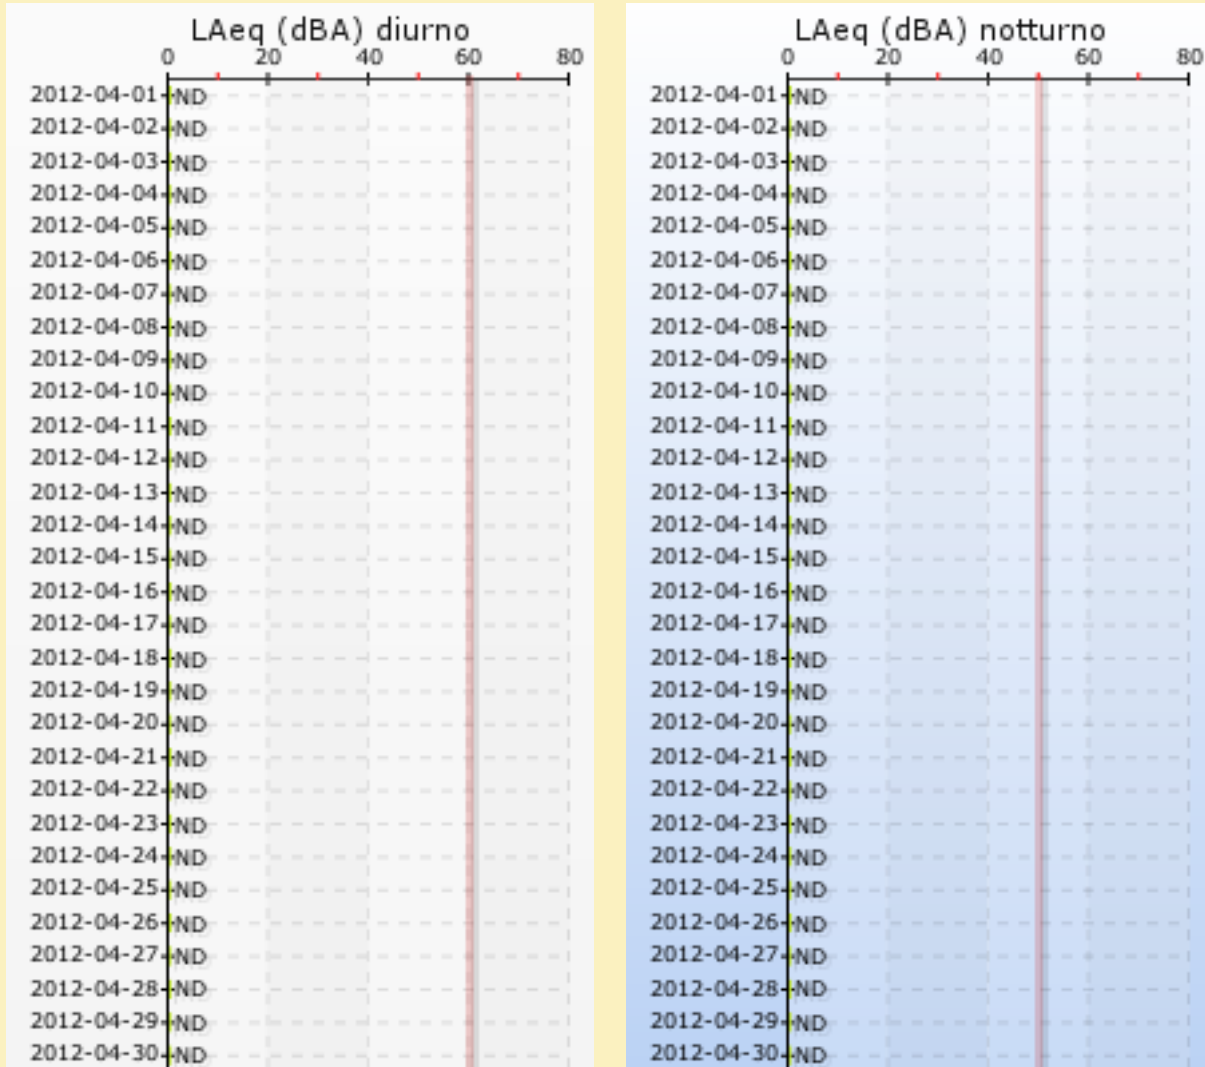 LAeq (dBA) diurno
0 20 40 60 80
2012-04-01 ND
2012-04-02 ND
2012-04-03 ND
2012-04-04 ND
2012-04-05 ND
2012-04-06 ND
2012-04-07 ND
2012-04-08 ND
2012-04-09 ND
2012-04-10 ND
2012-04-11 ND
2012-04-12 ND
2012-04-13 ND
2012-04-14 ND
2012-04-15 ND
2012-04-16 ND
2012-04-17 ND
2012-04-18 ND
2012-04-19 ND
2012-04-20 ND
2012-04-21 ND
2012-04-22 ND
2012-04-23 ND
2012-04-24 ND
2012-04-25 ND
2012-04-26 ND
2012-04-27 ND
2012-04-28 ND
2012-04-29 ND
2012-04-30 ND
LAeq (dBA) notturno
0 20 40 60 80
2012-04-01 ND
2012-04-02 ND
2012-04-03 ND
2012-04-04 ND
2012-04-05 ND
2012-04-06 ND
2012-04-07 ND
2012-04-08 ND
2012-04-09 ND
2012-04-10 ND
2012-04-11 ND
2012-04-12 ND
2012-04-13 ND
2012-04-14 ND
2012-04-15 ND
2012-04-16 ND
2012-04-17 ND
2012-04-18 ND
2012-04-19 ND
2012-04-20 ND
2012-04-21 ND
2012-04-22 ND
2012-04-23 ND
2012-04-24 ND
2012-04-25 ND
2012-04-26 ND
2012-04-27 ND
2012-04-28 ND
2012-04-29 ND
2012-04-30 ND